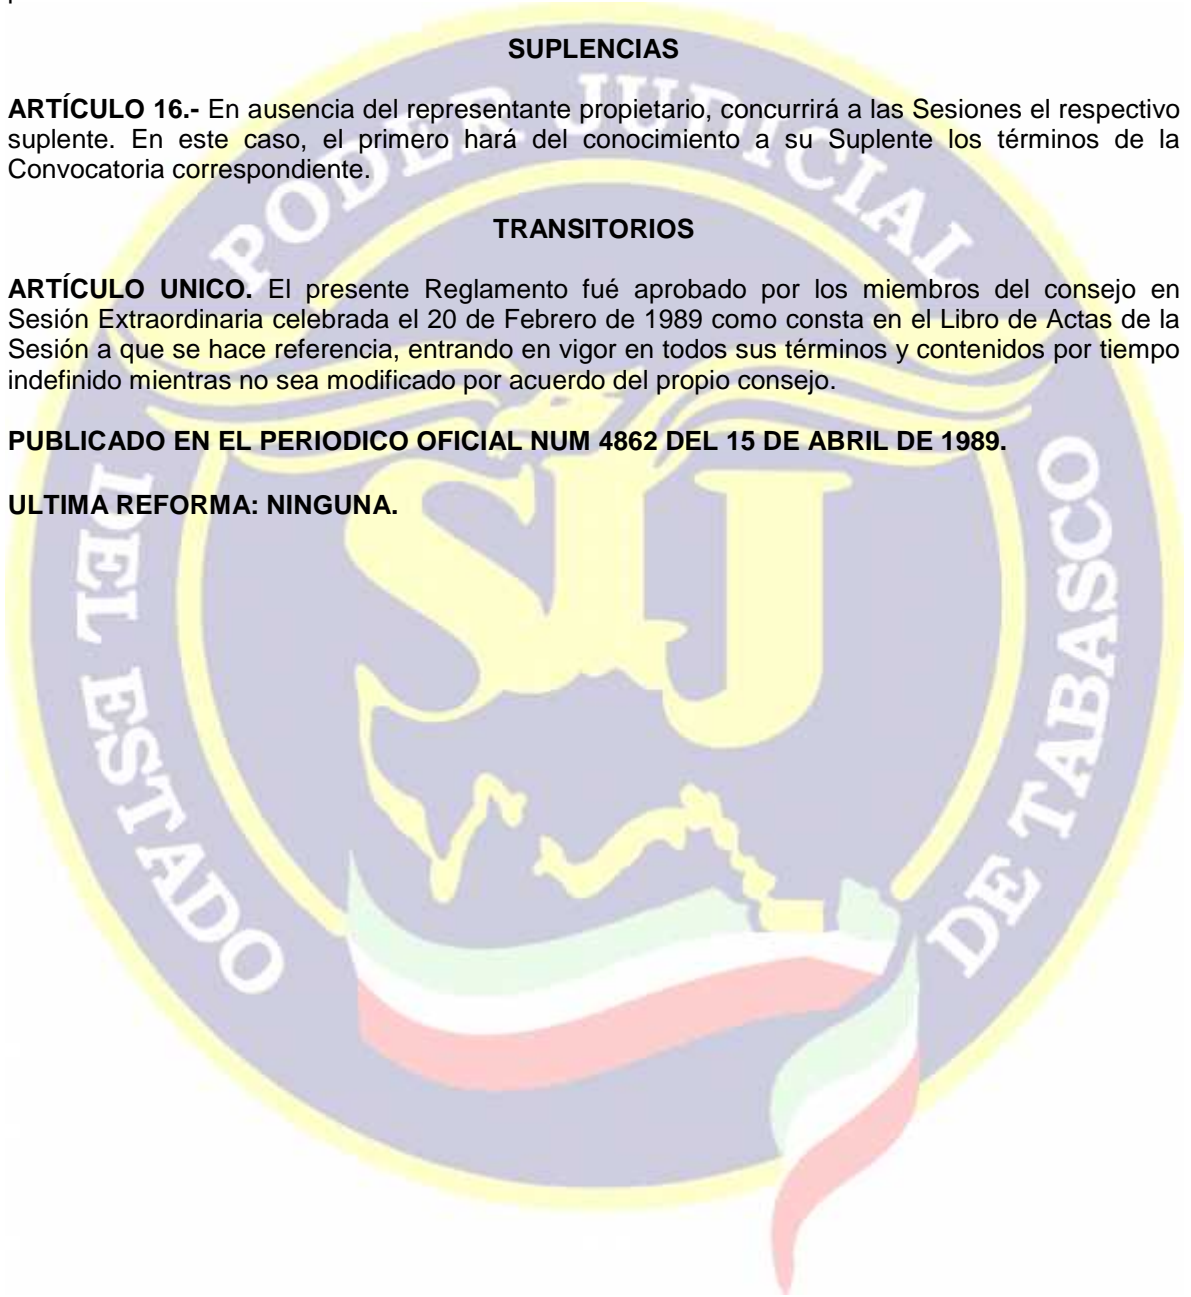 SUPLENCIAS
ARTÍCULO 16.- En ausencia del representante propietario, concurrirá a las Sesiones el respectivo
suplente. En este caso, el primero hará del conocimiento a su Suplente los términos de la
Convocatoria correspondiente.
TRANSITORIOS
ARTÍCULO UNICO. El presente Reglamento fué aprobado por los miembros del consejo en
Sesión Extraordinaria celebrada el 20 de Febrero de 1989 como consta en el Libro de Actas de la
Sesión a que se hace referencia, entrando en vigor en todos sus términos y contenidos por tiempo
indefinido mientras no sea modificado por acuerdo del propio consejo.
PUBLICADO EN EL PERIODICO OFICIAL NUM 4862 DEL 15 DE ABRIL DE 1989.
ULTIMA REFORMA: NINGUNA.
PODER JUDICIAL
DEL ESTADO
DE TABASCO
STJ